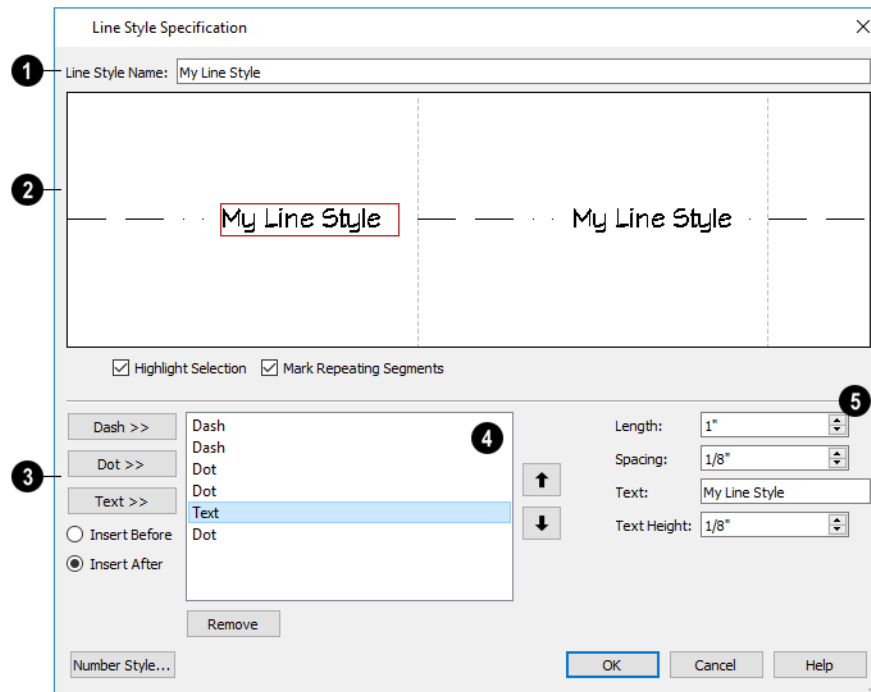 Line Style Specification
1 Line Style Name: My Line Style
2
My Line Style My Line Style
Highlight Selection Mark Repeating Segments
3
Dash >>
Dot >>
Text >>
Insert Before
Insert After
4
Dash
Dash
Dot
Dot
Text
Dot
Remove
5
Length: 1"
Spacing: 1/8"
Text: My Line Style
Text Height: 1/8"
Number Style... OK Cancel Help